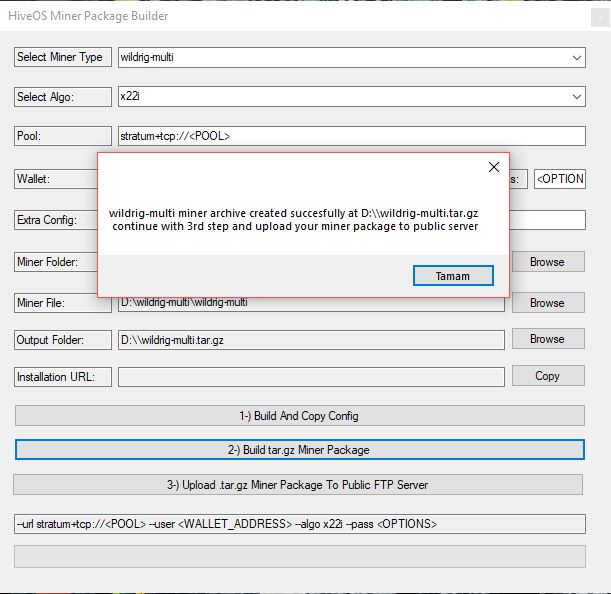 HiveOS Miner Package Builder
Select Miner Type wildrig-multi
Select Algo: x22i
Pool: stratum+tcp://<POOL>
Wallet: s: <OPTION
wildrig-multi miner archive created succesfully at D:\\wildrig-multi.tar.gz
continue with 3rd step and upload your miner package to public server
Tamam
Extra Config:
Miner Folder: Browse
Miner File: D:\wildrig-multi\wildrig-multi Browse
Output Folder: D:\\wildrig-multi.tar.gz Browse
Installation URL: Copy
1-) Build And Copy Config
2-) Build tar.gz Miner Package
3-) Upload .tar.gz Miner Package To Public FTP Server
--url stratum+tcp://<POOL> --user <WALLET_ADDRESS> --algo x22i --pass <OPTIONS>